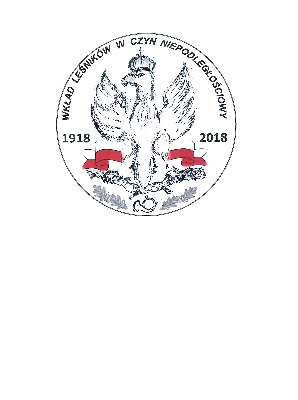 WKŁAD LEŚNIKÓW W CZYN NIEPODLEGŁOŚCIOWY
1918 2018